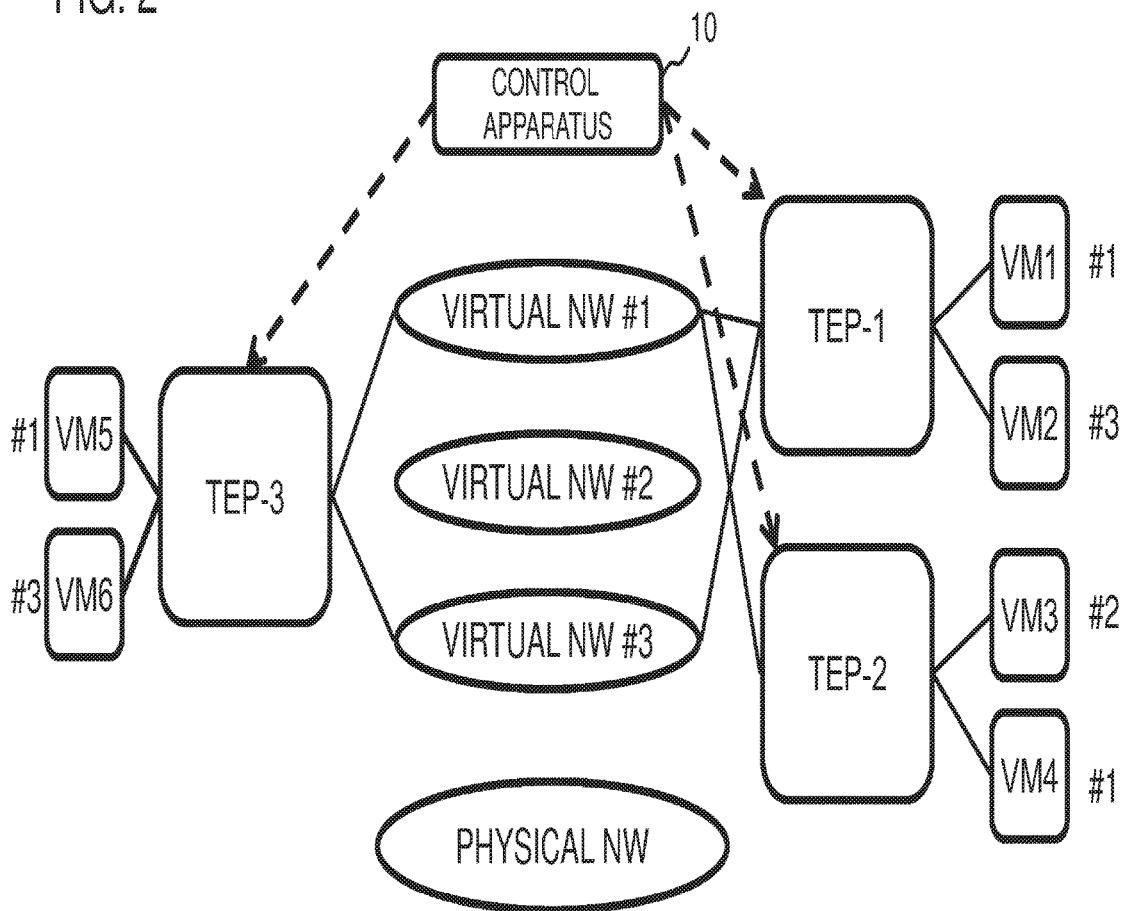 FIG. 2
10
CONTROL
APPARATUS
VIRTUAL NW #1
TEP-1
VM1 #1
VM2 #3
#1 VM5
TEP-3
VIRTUAL NW #2
#3 VM6
VIRTUAL NW #3
TEP-2
VM3 #2
VM4 #1
PHYSICAL NW